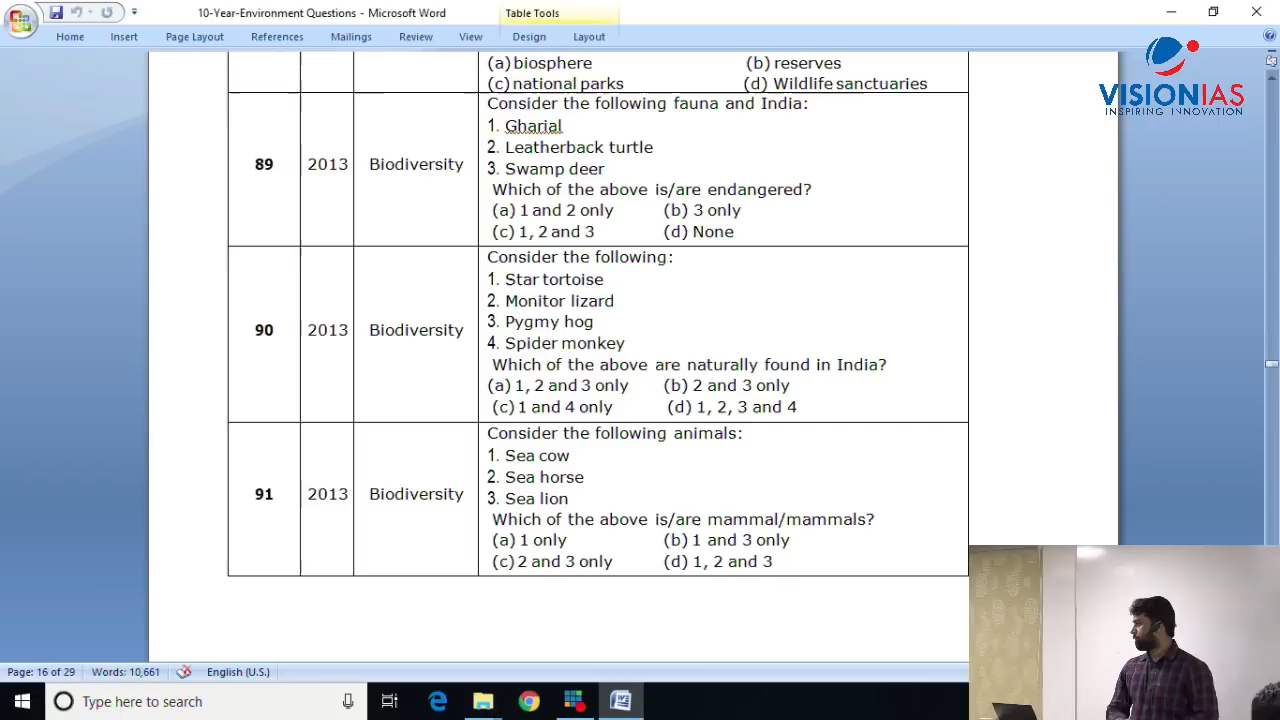 10-Year-Environment Questions - Microsoft Word
Table Tools
Home Insert Page Layout References Mailings Review View Design Layout
VISIONIAS
INSPIRING INNOVATION
(a) biosphere (b) reserves
(c) national parks (d) Wildlife sanctuaries
89 2013 Biodiversity
Consider the following fauna and India:
1. Gharial
2. Leatherback turtle
3. Swamp deer
Which of the above is/are endangered?
(a) 1 and 2 only (b) 3 only
(c) 1, 2 and 3 (d) None
90 2013 Biodiversity
Consider the following:
1. Star tortoise
2. Monitor lizard
3. Pygmy hog
4. Spider monkey
Which of the above are naturally found in India?
(a) 1, 2 and 3 only (b) 2 and 3 only
(c) 1 and 4 only (d) 1, 2, 3 and 4
91 2013 Biodiversity
Consider the following animals:
1. Sea cow
2. Sea horse
3. Sea lion
Which of the above is/are mammal/mammals?
(a) 1 only (b) 1 and 3 only
(c) 2 and 3 only (d) 1, 2 and 3
Page: 16 of 29 Words: 10,661 English (U.S.)
Type here to search